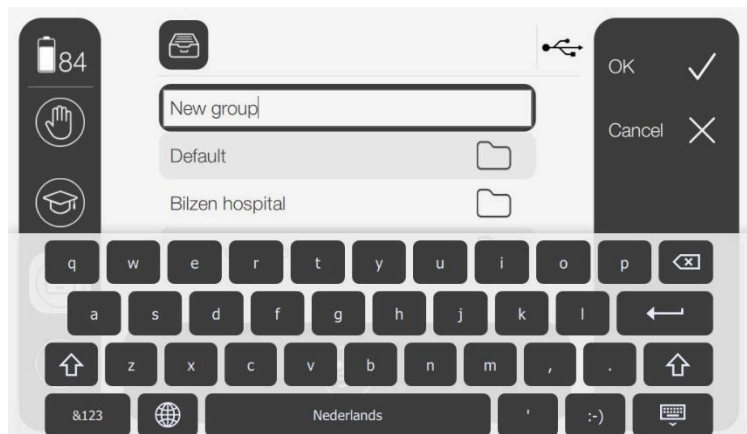 84
OK
New group
Cancel
Default
Bilzen hospital
q w e r t y u i o p
a s d f g h j k l
z x c v b n m , .
&123 Nederlands ' :-)